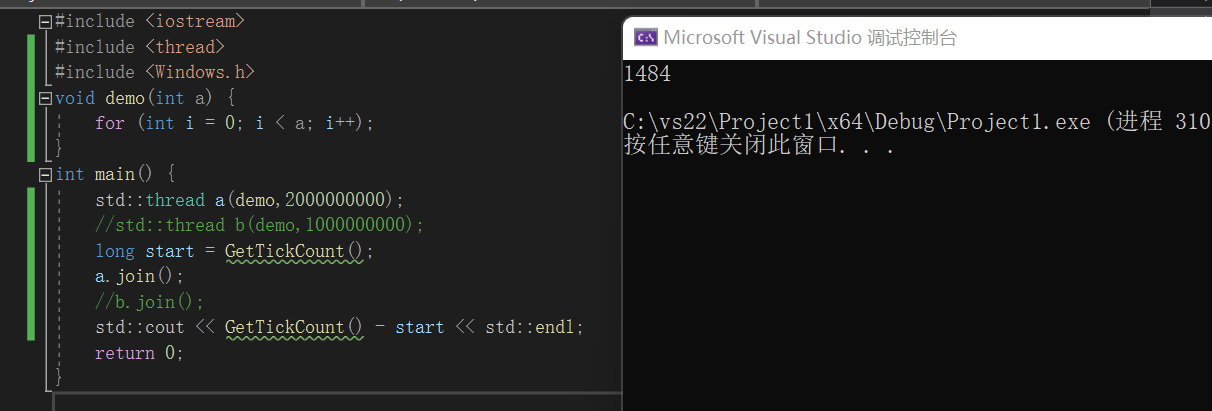 #include <iostream>
#include <thread>
#include <Windows.h>
void demo(int a) {
    for (int i = 0; i < a; i++);
}
int main() {
    std::thread a(demo,2000000000);
    //std::thread b(demo,1000000000);
    long start = GetTickCount();
    a.join();
    //b.join();
    std::cout << GetTickCount() - start << std::endl;
    return 0;
}
Microsoft Visual Studio 调试控制台
1484
C:\vs22\Project1\x64\Debug\Project1.exe (进程 310
按任意键关闭此窗口. . .